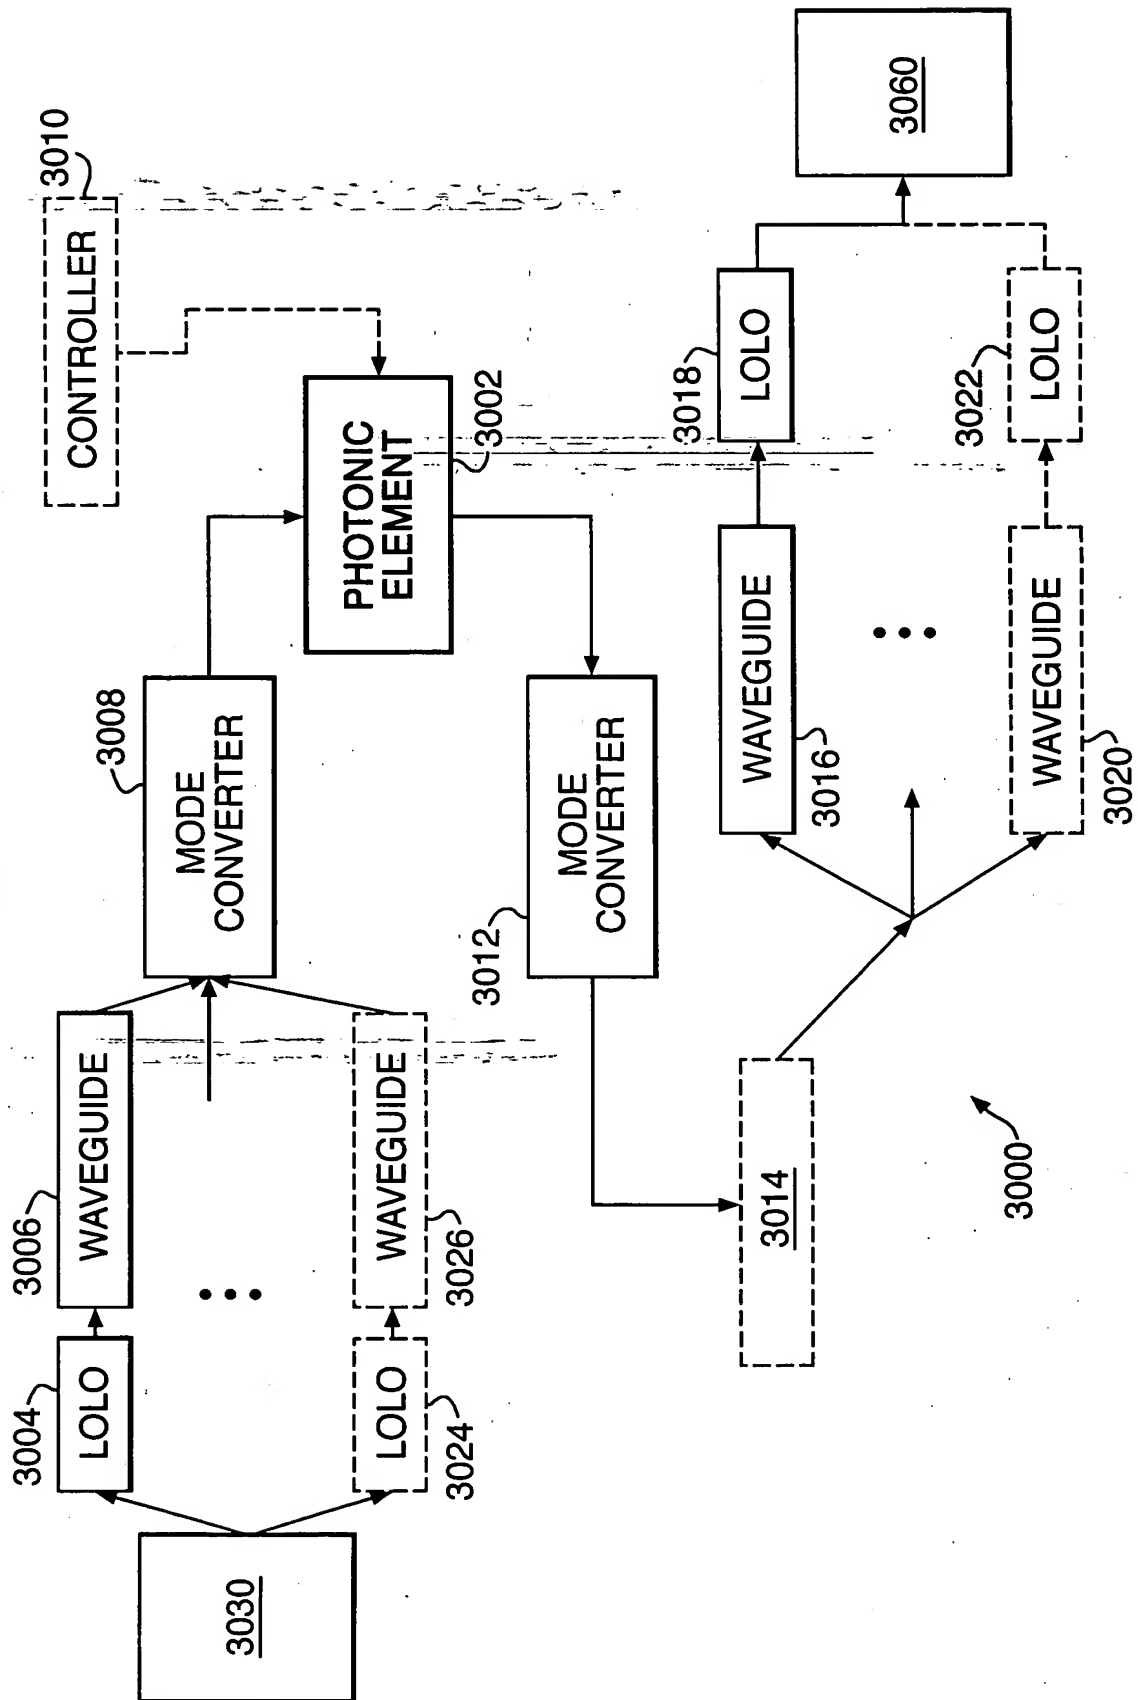 3030
3004
LOLO
3024
LOLO
3006
WAVEGUIDE
3026
WAVEGUIDE
3008
MODE
CONVERTER
3010
CONTROLLER
PHOTONIC
ELEMENT
3002
3012
MODE
CONVERTER
3014
3016
WAVEGUIDE
3020
WAVEGUIDE
3018
LOLO
3022
LOLO
3060
3000